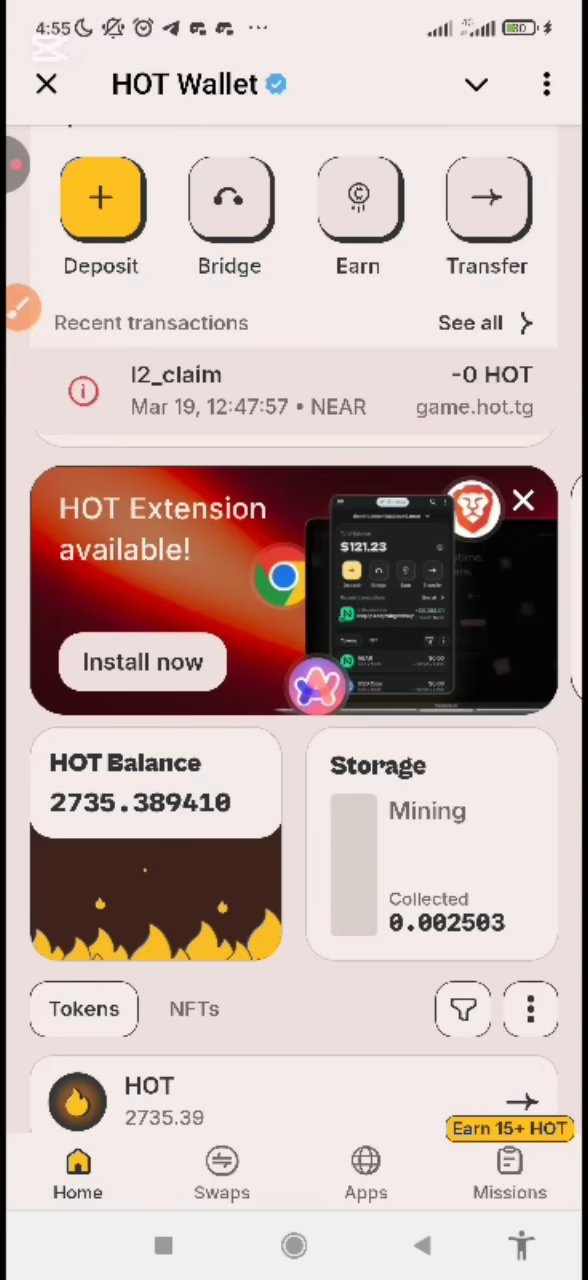 4:55
4G
80
HOT Wallet
Deposit Bridge Earn Transfer
Recent transactions See all
l2_claim -0 HOT
Mar 19, 12:47:57 • NEAR game.hot.tg
HOT Extension
available!
$121.23
Install now
HOT Balance
2735.389410
Storage
Mining
Collected
0.002503
Tokens NFTs
HOT
2735.39
Earn 15+ HOT
Home Swaps Apps Missions